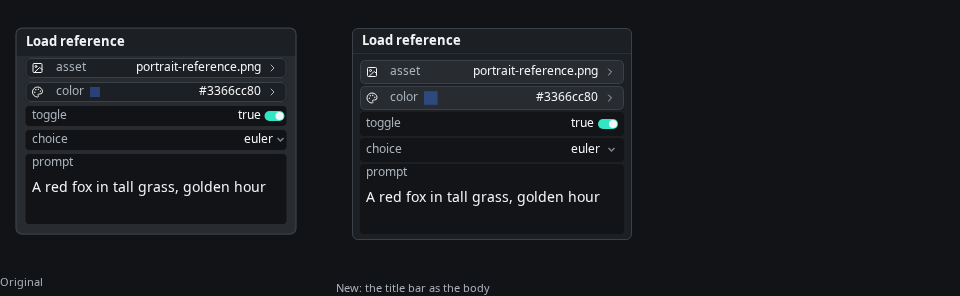 Load reference
asset portrait-reference.png
color #3366cc80
toggle true
choice euler
prompt
A red fox in tall grass, golden hour
Original
Load reference
asset portrait-reference.png
color #3366cc80
toggle true
choice euler
prompt
A red fox in tall grass, golden hour
New: the title bar as the body